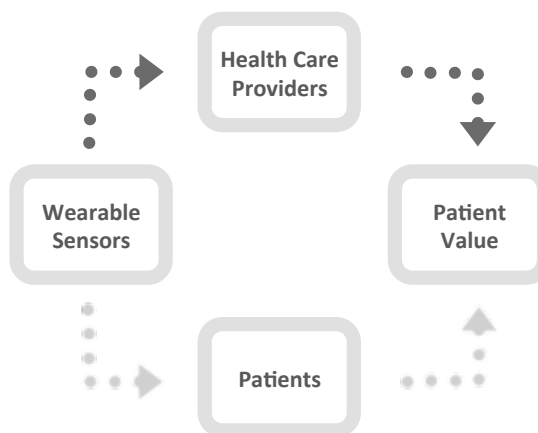 Health Care
Providers
Wearable
Sensors
Patient
Value
Patients